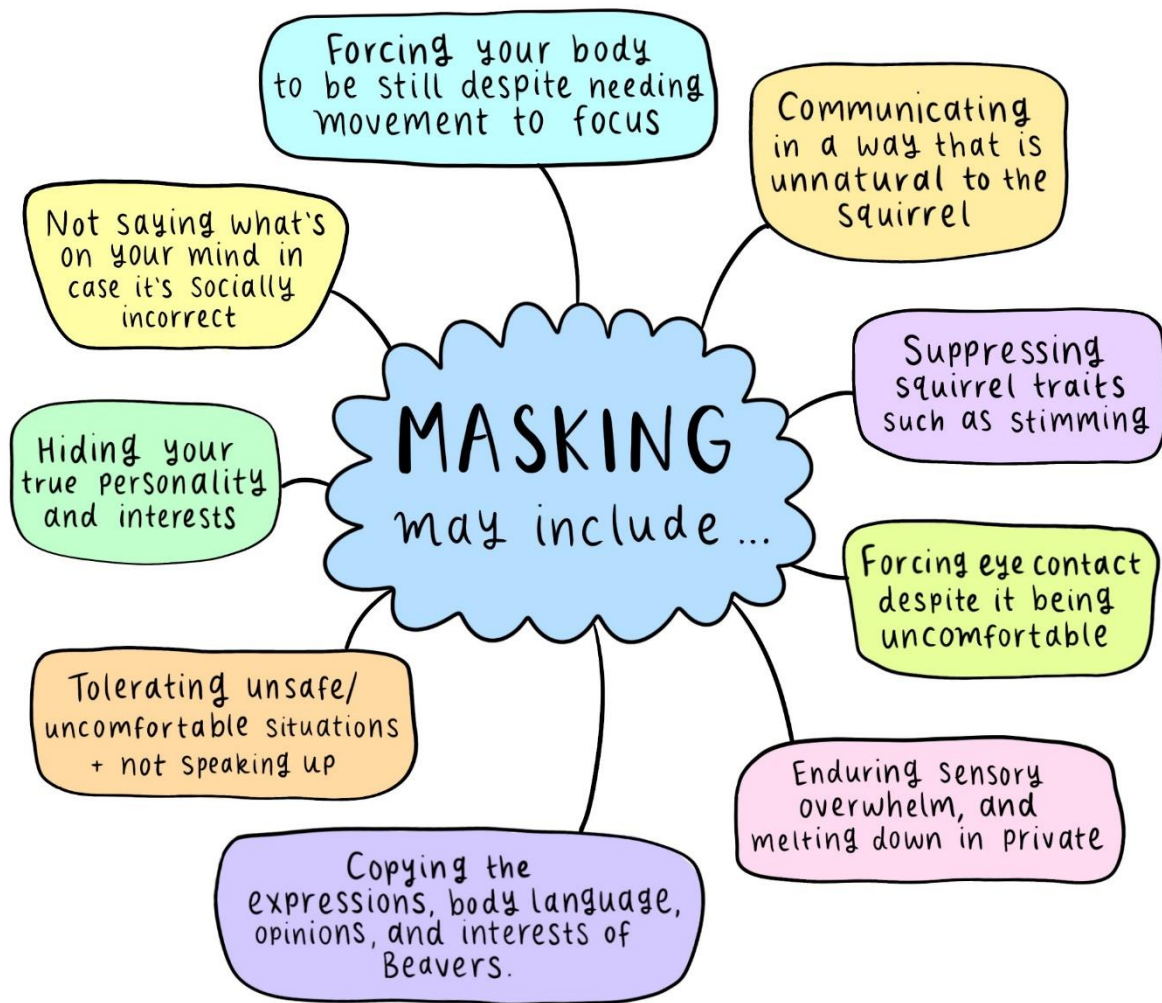 MASKING
may include...
Forcing your body
to be still despite needing
movement to focus
Communicating
in a way that is
unnatural to the
squirrel
Suppressing
squirrel traits
such as stimming
Forcing eye contact
despite it being
uncomfortable
Enduring sensory
overwhelm, and
melting down in private
Copying the
expressions, body language,
opinions, and interests of
Beavers.
Tolerating unsafe/
uncomfortable situations
+ not speaking up
Hiding your
true personality
and interests
Not saying what's
on your mind in
case it's socially
incorrect